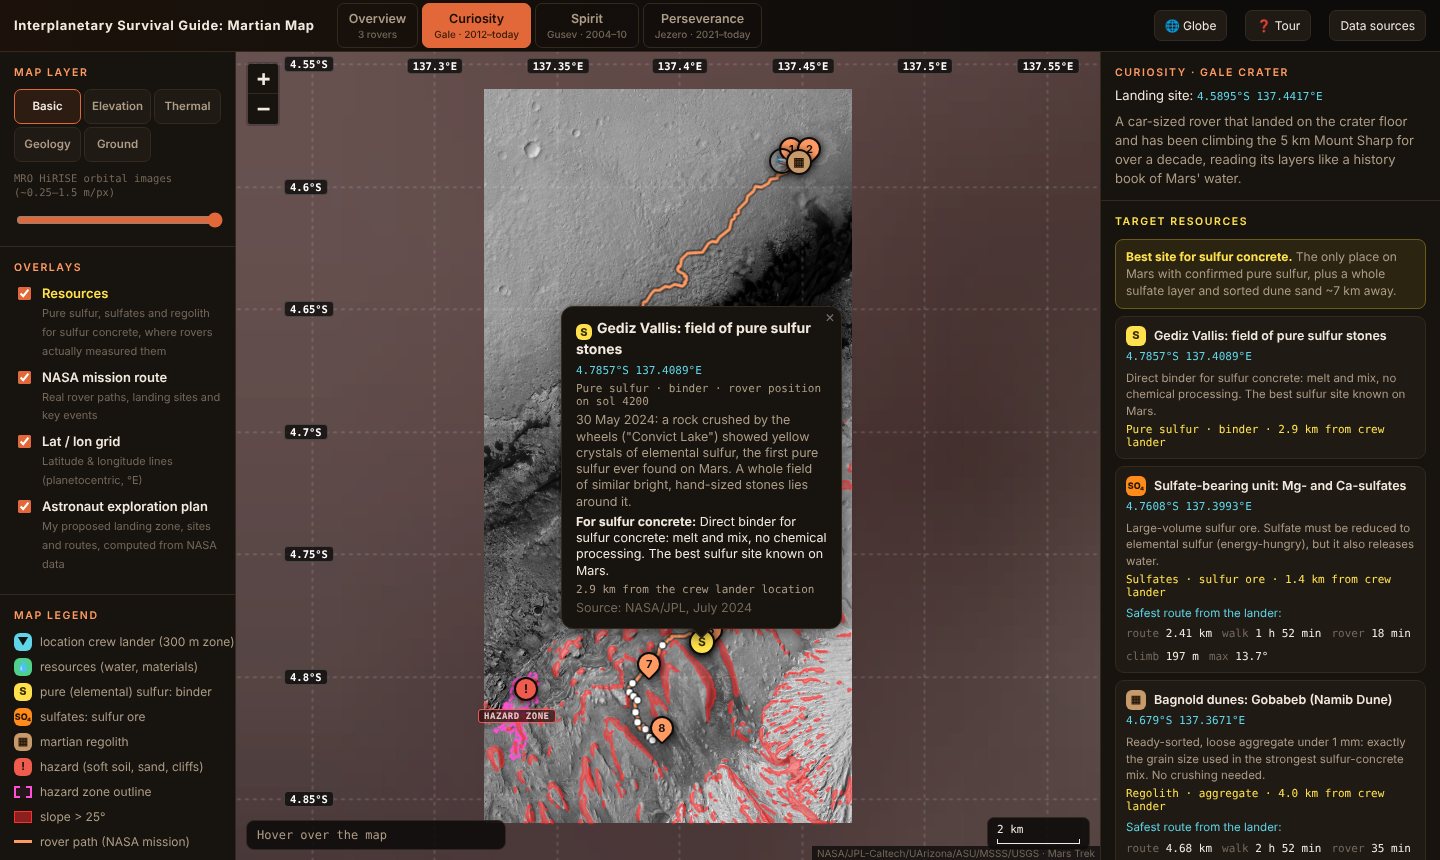 Interplanetary Survival Guide: Martian Map
Overview
3 rovers
Curiosity
Gale · 2012–today
Spirit
Gusev · 2004–10
Perseverance
Jezero · 2021–today
🌐 Globe
❓ Tour
Data sources
MAP LAYER
Basic
Elevation
Thermal
Geology
Ground
MRO HiRISE orbital images
(~0.25–1.5 m/px)
OVERLAYS
Resources
Pure sulfur, sulfates and regolith
for sulfur concrete, where rovers
actually measured them
NASA mission route
Real rover paths, landing sites and
key events
Lat / lon grid
Latitude & longitude lines
(planetocentric, °E)
Astronaut exploration plan
My proposed landing zone, sites
and routes, computed from NASA
data
MAP LEGEND
location crew lander (300 m zone)
resources (water, materials)
S pure (elemental) sulfur: binder
SO₄ sulfates: sulfur ore
martian regolith
! hazard (soft soil, sand, cliffs)
hazard zone outline
slope > 25°
rover path (NASA mission)
+
−
137.3°E
137.35°E
137.4°E
137.45°E
137.5°E
137.55°E
4.55°S
4.6°S
4.65°S
4.7°S
4.75°S
4.8°S
4.85°S
1
2
×
S Gediz Vallis: field of pure sulfur
stones
4.7857°S 137.4089°E
Pure sulfur · binder · rover position
on sol 4200
30 May 2024: a rock crushed by the
wheels ("Convict Lake") showed yellow
crystals of elemental sulfur, the first pure
sulfur ever found on Mars. A whole field
of similar bright, hand-sized stones lies
around it.
For sulfur concrete: Direct binder for
sulfur concrete: melt and mix, no chemical
processing. The best sulfur site known on
Mars.
2.9 km from the crew lander location
Source: NASA/JPL, July 2024
S
7
!
HAZARD ZONE
8
Hover over the map
2 km
NASA/JPL-Caltech/UArizona/ASU/MSSS/USGS · Mars Trek
CURIOSITY · GALE CRATER
Landing site: 4.5895°S 137.4417°E
A car-sized rover that landed on the crater floor
and has been climbing the 5 km Mount Sharp for
over a decade, reading its layers like a history
book of Mars' water.
TARGET RESOURCES
Best site for sulfur concrete. The only place on
Mars with confirmed pure sulfur, plus a whole
sulfate layer and sorted dune sand ~7 km away.
S Gediz Vallis: field of pure sulfur stones
4.7857°S 137.4089°E
Direct binder for sulfur concrete: melt and mix, no
chemical processing. The best sulfur site known on
Mars.
Pure sulfur · binder · 2.9 km from crew
lander
SO₄ Sulfate-bearing unit: Mg- and Ca-sulfates
4.7608°S 137.3993°E
Large-volume sulfur ore. Sulfate must be reduced to
elemental sulfur (energy-hungry), but it also releases
water.
Sulfates · sulfur ore · 1.4 km from crew
lander
Safest route from the lander:
route 2.41 km walk 1 h 52 min rover 18 min
climb 197 m max 13.7°
Bagnold dunes: Gobabeb (Namib Dune)
4.679°S 137.3671°E
Ready-sorted, loose aggregate under 1 mm: exactly
the grain size used in the strongest sulfur-concrete
mix. No crushing needed.
Regolith · aggregate · 4.0 km from crew
lander
Safest route from the lander:
route 4.68 km walk 2 h 52 min rover 35 min